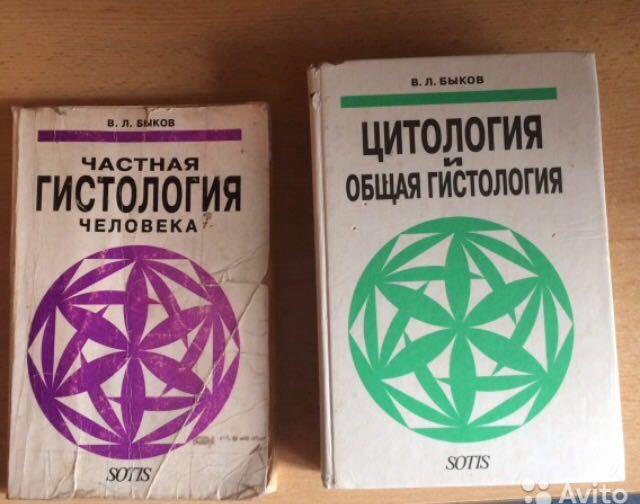 В. Л. БЫКОВ
ЧАСТНАЯ
ГИСТОЛОГИЯ
ЧЕЛОВЕКА
SOTIS
В. Л. БЫКОВ
ЦИТОЛОГИЯ
И
ОБЩАЯ ГИСТОЛОГИЯ
SOTIS
Avito